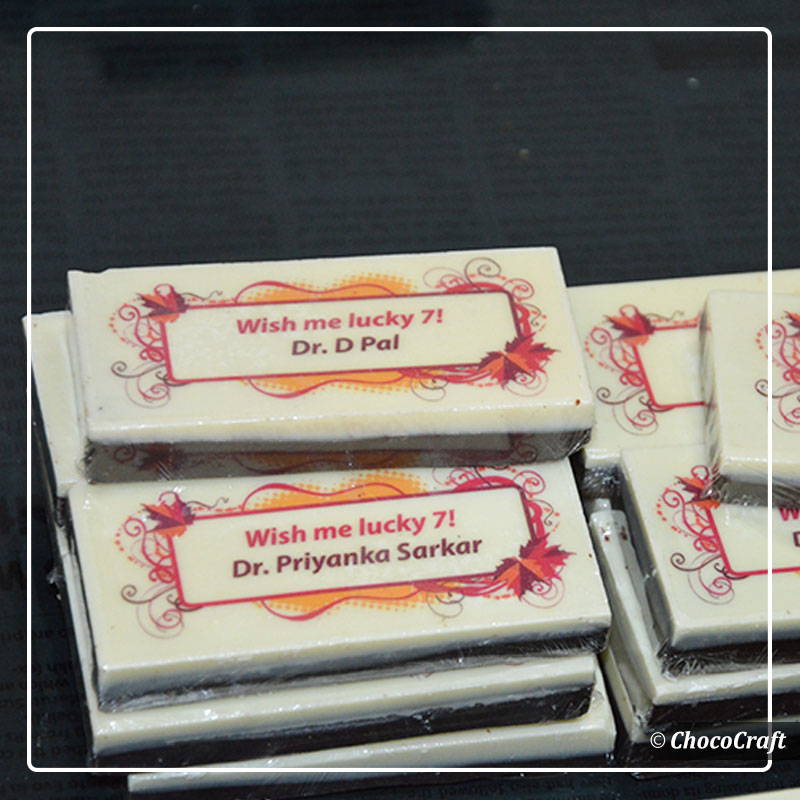 Wish me lucky 7!
Dr. D Pal
Wish me lucky 7!
Dr. Priyanka Sarkar
© ChocoCraft